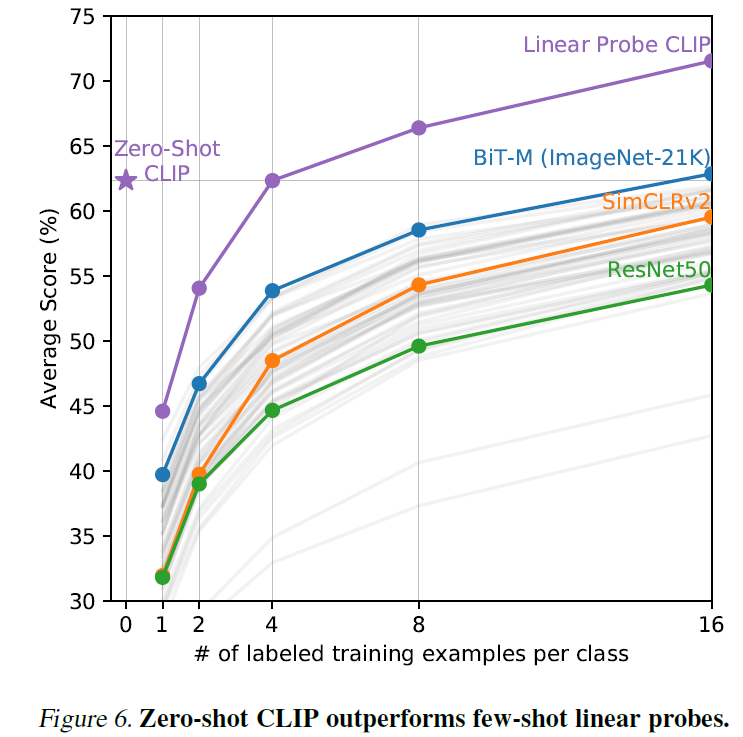 75
70
65
60
55
50
45
40
35
30
Average Score (%)
Linear Probe CLIP
Zero-Shot
CLIP
BiT-M (ImageNet-21K)
SimCLRv2
ResNet50
0 1 2 4 8 16
# of labeled training examples per class
Figure 6. Zero-shot CLIP outperforms few-shot linear probes.